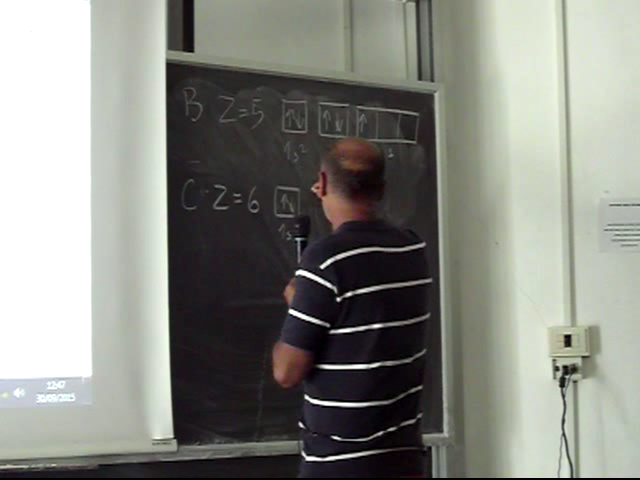 B Z=5 ↑↓ ↑↓ ↑
1s²
C Z=6 ↑↓
1s²
12:47
30/09/2015